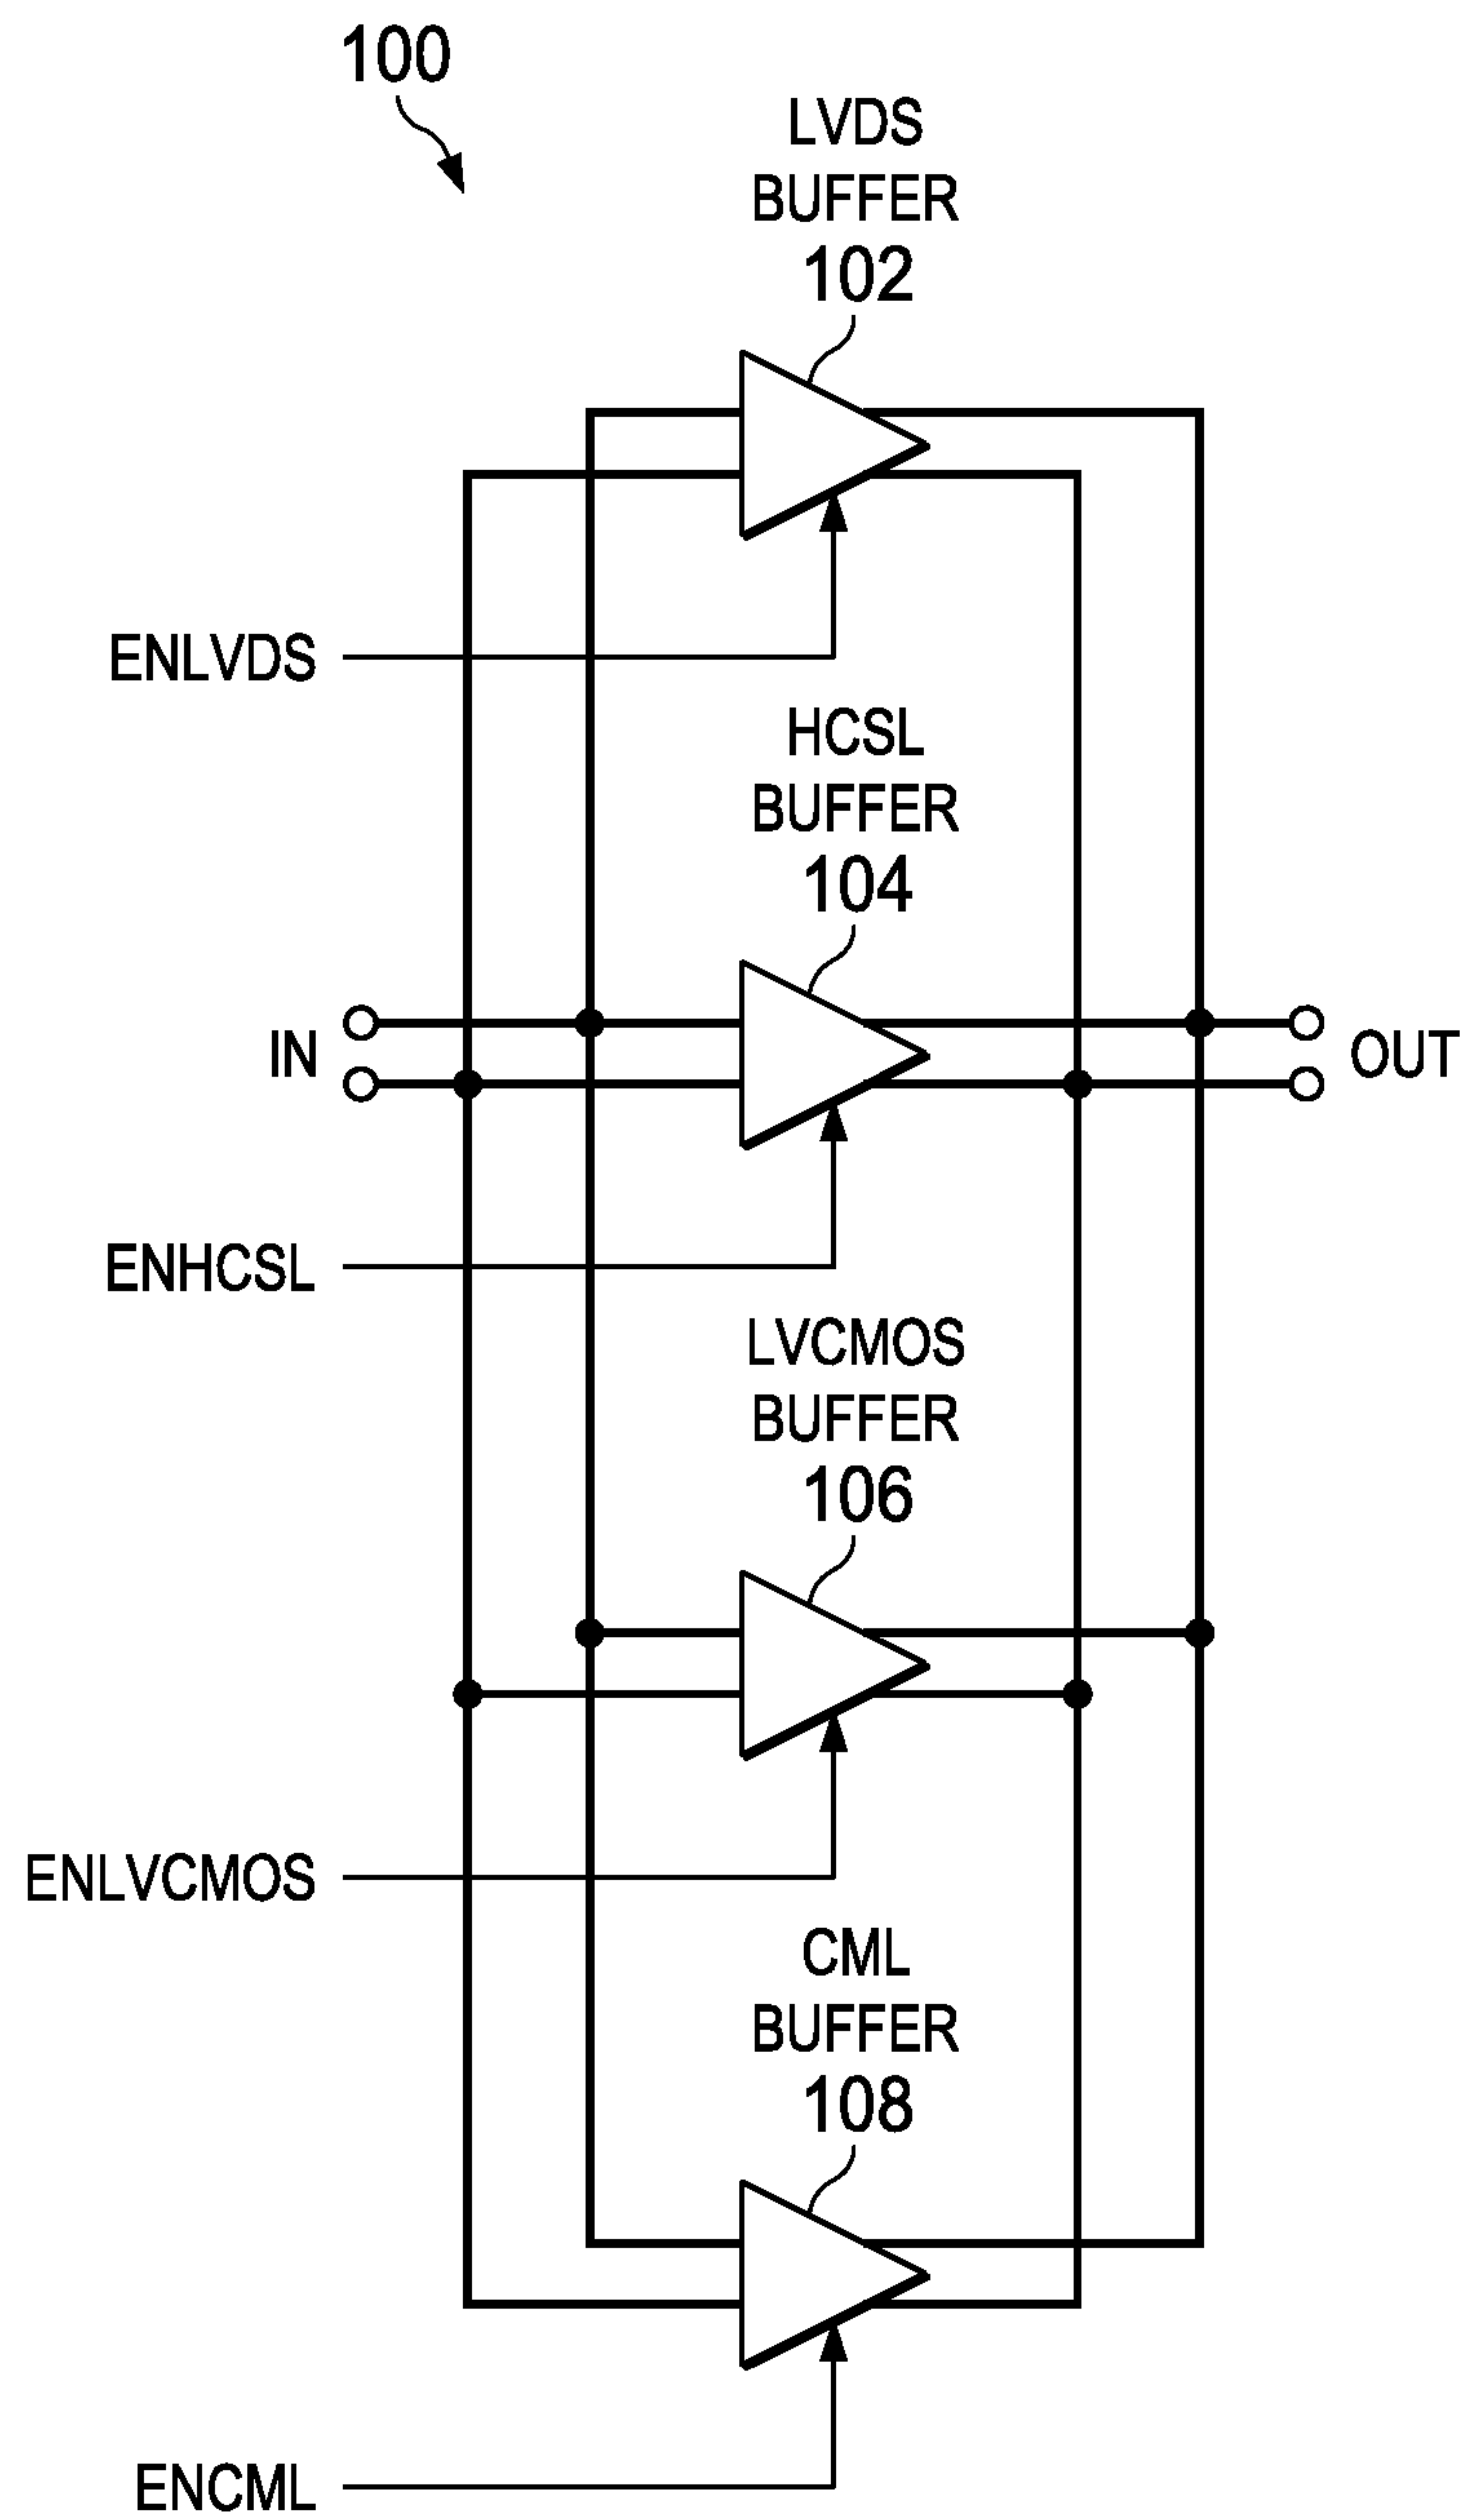 100
LVDS
BUFFER
102
ENLVDS
HCSL
BUFFER
104
IN
OUT
ENHCSL
LVCMOS
BUFFER
106
ENLVCMOS
CML
BUFFER
108
ENCML